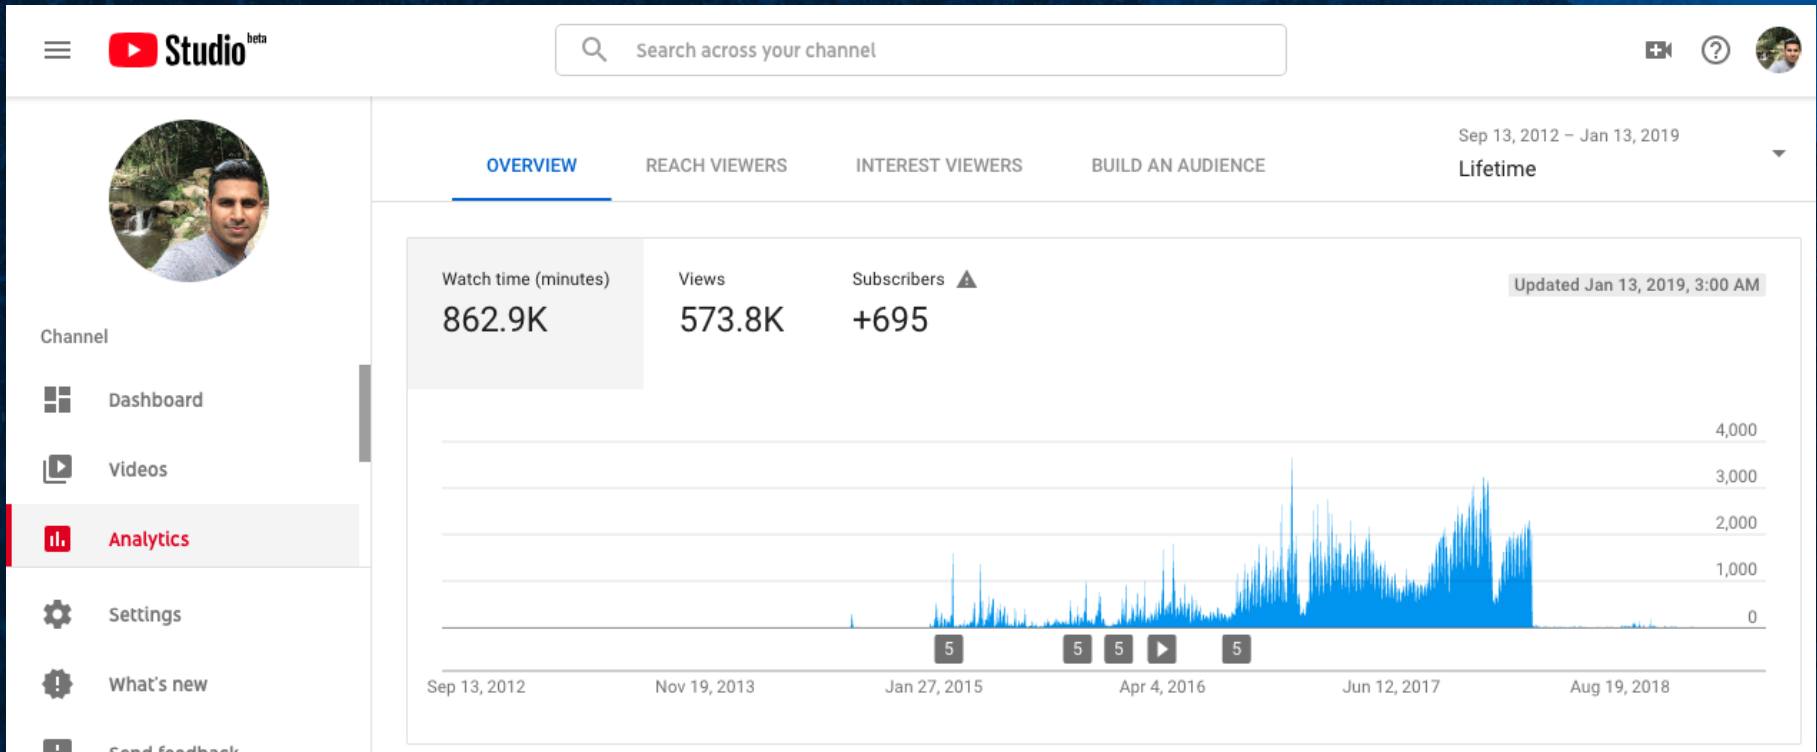 Studio beta
Search across your channel
Sep 13, 2012 – Jan 13, 2019
Lifetime
OVERVIEW
REACH VIEWERS
INTEREST VIEWERS
BUILD AN AUDIENCE
Watch time (minutes)
862.9K
Views
573.8K
Subscribers
+695
Updated Jan 13, 2019, 3:00 AM
Channel
Dashboard
Videos
Analytics
Settings
What's new
Send feedback
4,000
3,000
2,000
1,000
0
5
5
5
5
Sep 13, 2012
Nov 19, 2013
Jan 27, 2015
Apr 4, 2016
Jun 12, 2017
Aug 19, 2018